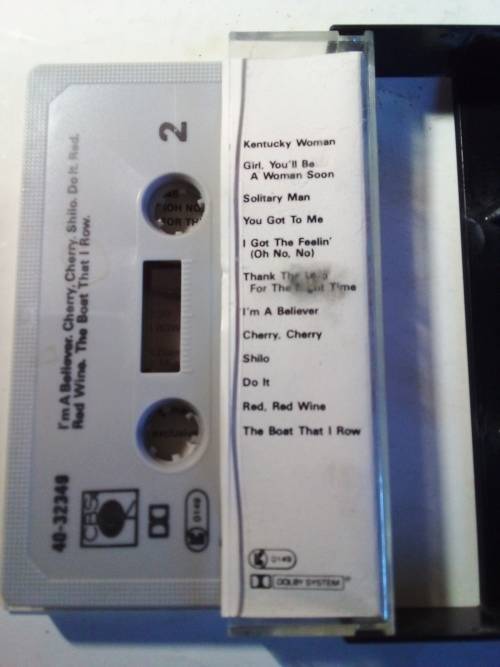 Kentucky Woman
Girl, You'll Be
A Woman Soon
Solitary Man
You Got To Me
I Got The Feelin'
(Oh No, No)
Thank The
For The Time
I'm A Believer
Cherry, Cherry
Shilo
Do It
Red, Red Wine
The Boat That I Row
0149
DOLBY SYSTEM
2
I'm A Believer. Cherry, Cherry. Shilo. Do It. Red,
Red Wine. The Boat That I Row.
40-32349
CBS
0149